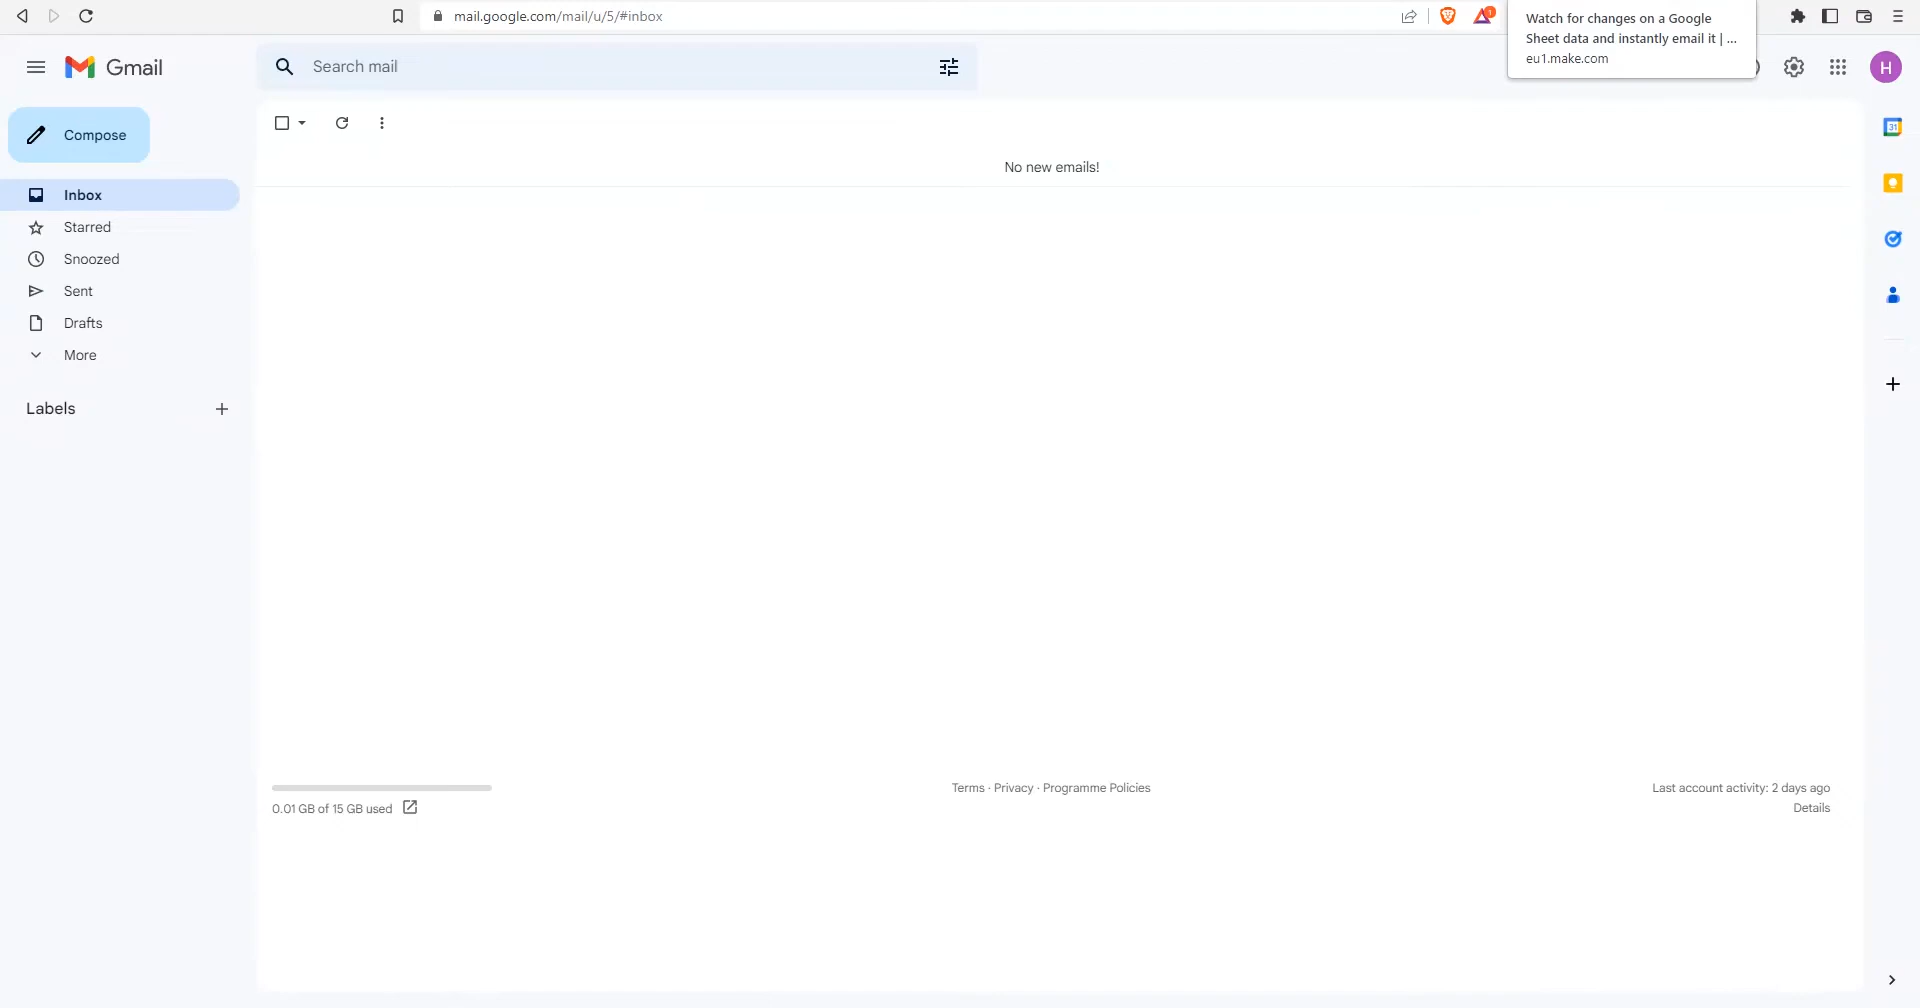 mail.google.com/mail/u/5/#inbox
1
Watch for changes on a Google
Sheet data and instantly email it | ...
eu1.make.com
Gmail
Search mail
H
Compose
No new emails!
31
Inbox
Starred
Snoozed
Sent
Drafts
More
Labels
Terms · Privacy · Programme Policies
Last account activity: 2 days ago
0.01 GB of 15 GB used
Details